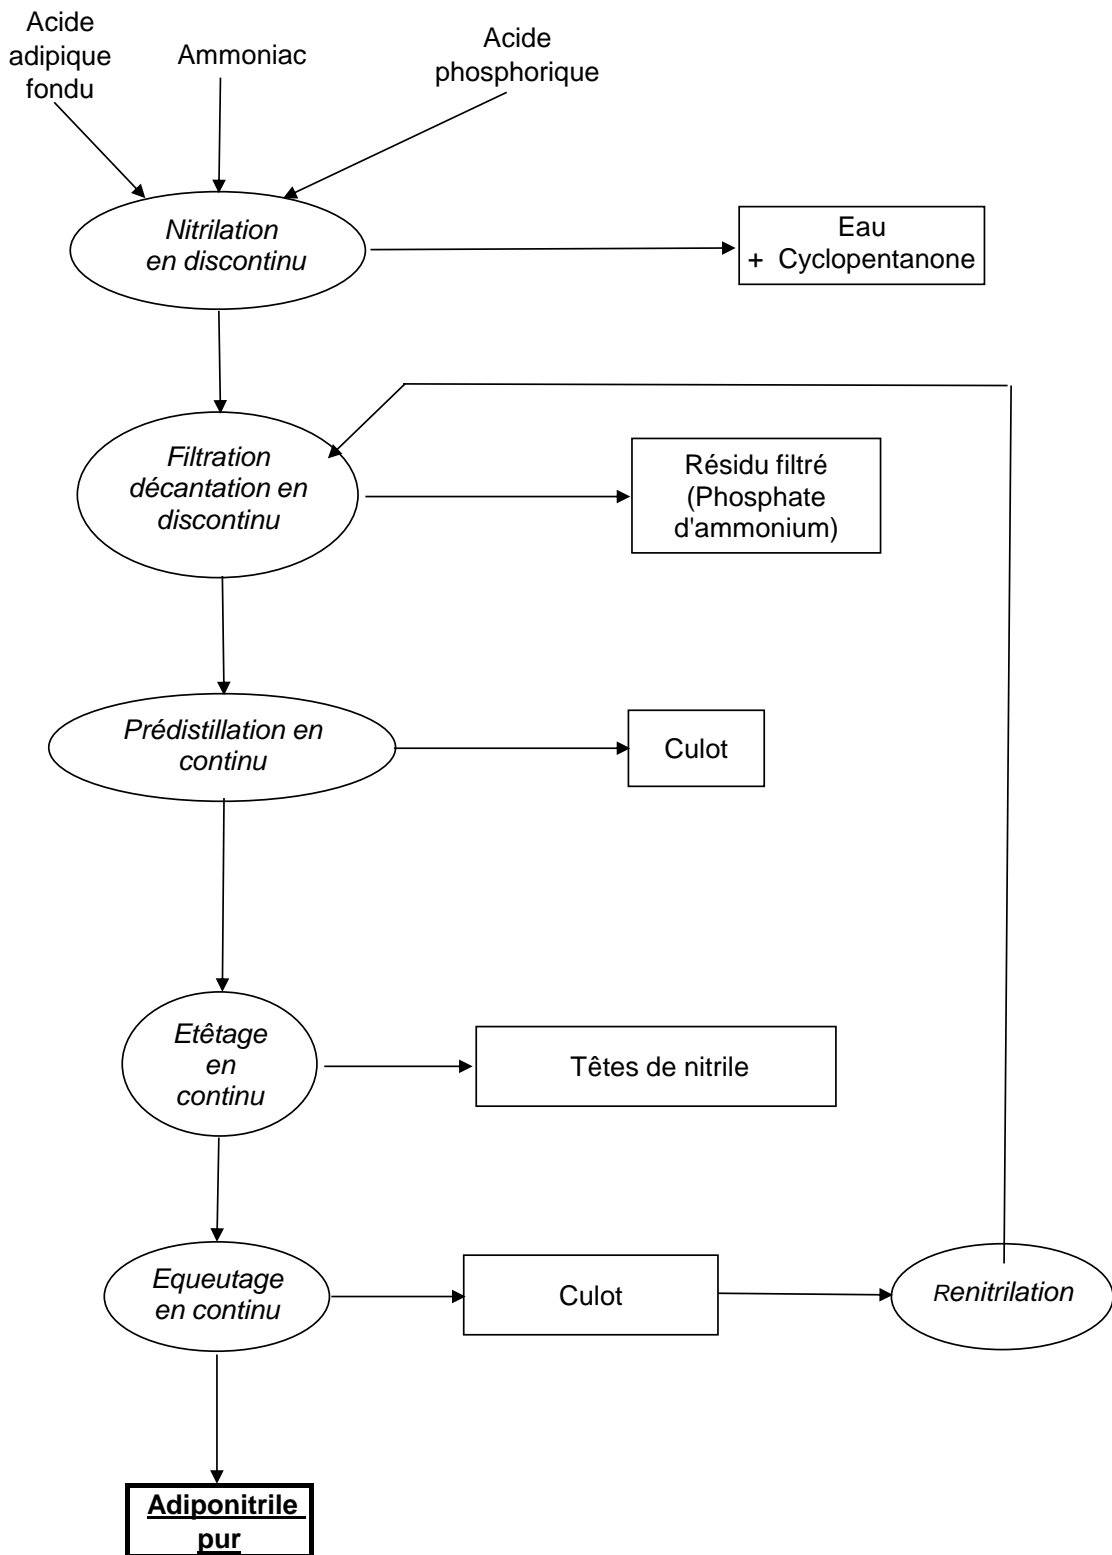 Acide
adipique
fondu
Ammoniac
Acide
phosphorique
Nitrilation
en discontinu
Eau
+ Cyclopentanone
Filtration
décantation en
discontinu
Résidu filtré
(Phosphate
d'ammonium)
Prédistillation en
continu
Culot
Etêtage
en
continu
Têtes de nitrile
Equeutage
en continu
Culot
Renitrilation
Adiponitrile
pur